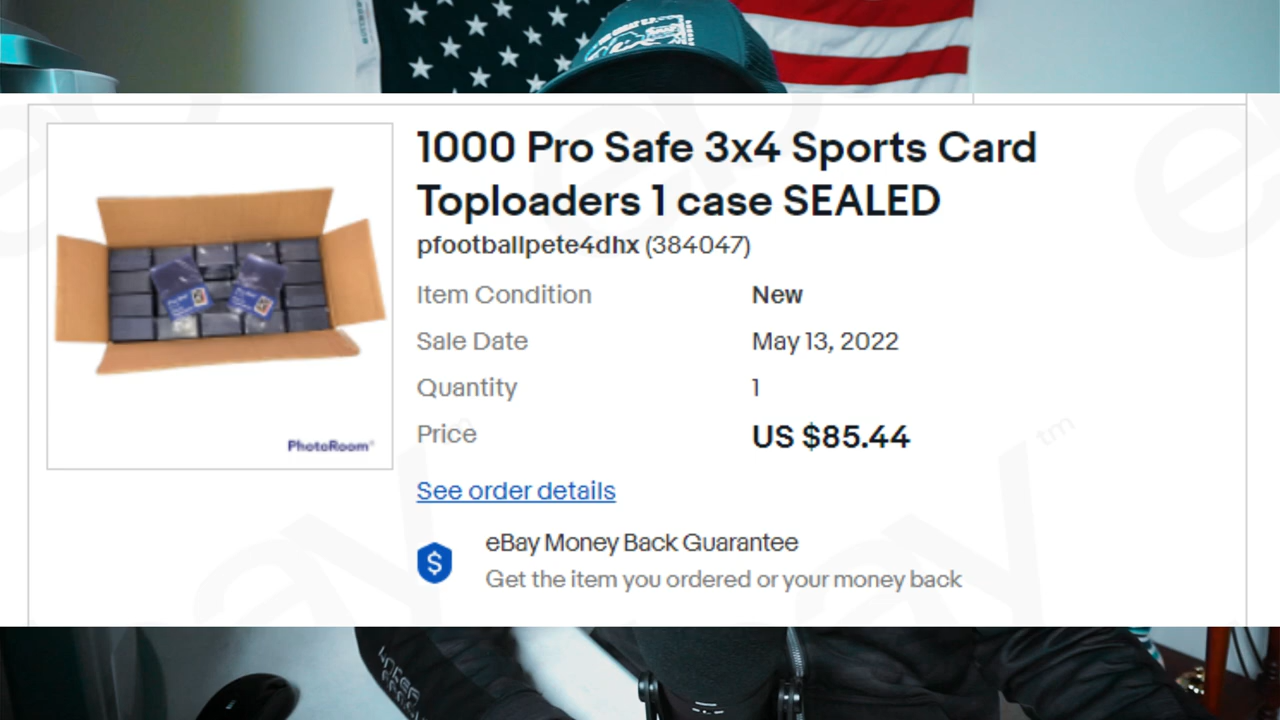 1000 Pro Safe 3x4 Sports Card
Toploaders 1 case SEALED
pfootballpete4dhx (384047)
Item Condition New
Sale Date May 13, 2022
Quantity 1
Price US $85.44
See order details
$
eBay Money Back Guarantee
Get the item you ordered or your money back
PhotoRoom